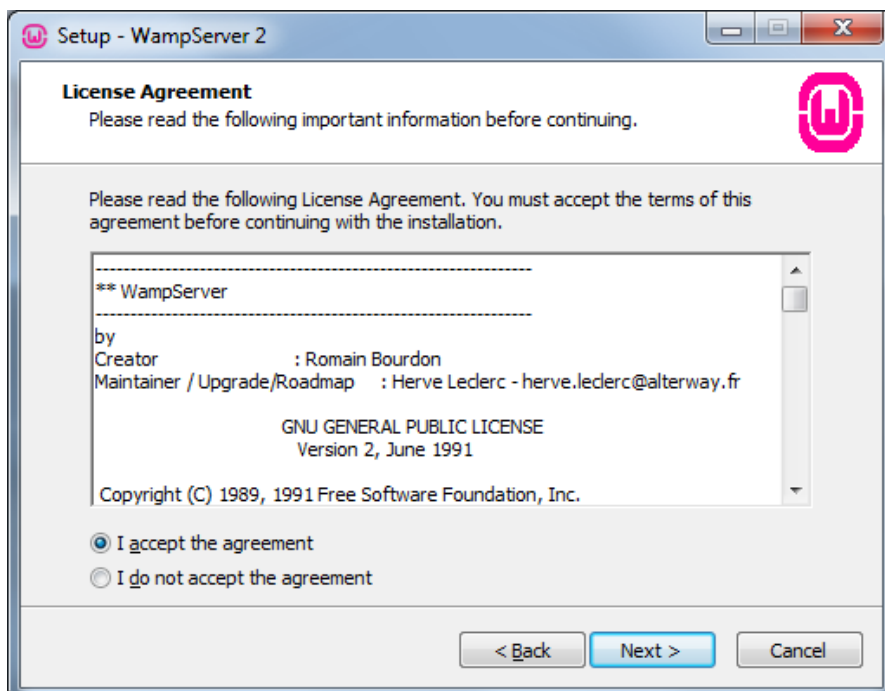 Setup - WampServer 2
License Agreement
Please read the following important information before continuing.
Please read the following License Agreement. You must accept the terms of this
agreement before continuing with the installation.
---------------------------------------------------------------
** WampServer
---------------------------------------------------------------
by
Creator : Romain Bourdon
Maintainer / Upgrade/Roadmap : Herve Leclerc - herve.leclerc@alterway.fr
GNU GENERAL PUBLIC LICENSE
Version 2, June 1991
Copyright (C) 1989, 1991 Free Software Foundation, Inc.
I accept the agreement
I do not accept the agreement
< Back Next > Cancel